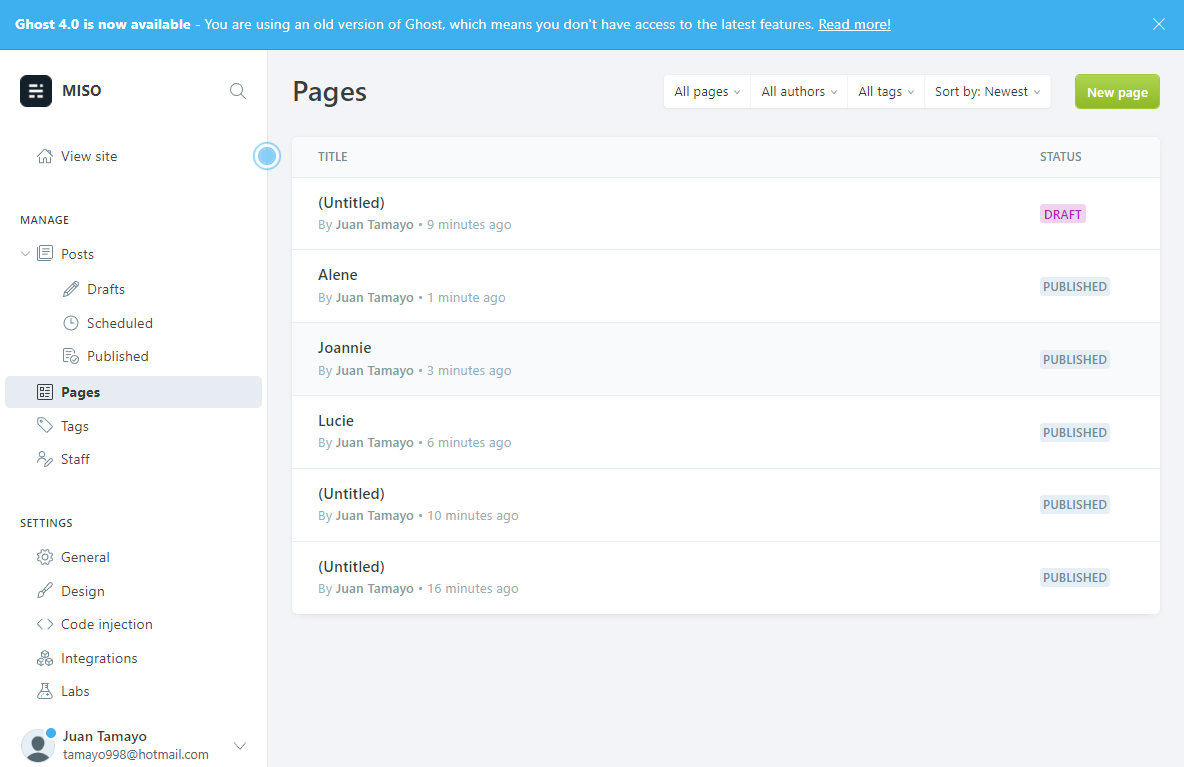 Ghost 4.0 is now available - You are using an old version of Ghost, which means you don't have access to the latest features. Read more!
MISO
View site
MANAGE
Posts
Drafts
Scheduled
Published
Pages
Tags
Staff
SETTINGS
General
Design
Code injection
Integrations
Labs
Juan Tamayo
tamayo998@hotmail.com
Pages
All pages
All authors
All tags
Sort by: Newest
New page
TITLE STATUS
(Untitled)
By Juan Tamayo • 9 minutes ago
DRAFT
Alene
By Juan Tamayo • 1 minute ago
PUBLISHED
Joannie
By Juan Tamayo • 3 minutes ago
PUBLISHED
Lucie
By Juan Tamayo • 6 minutes ago
PUBLISHED
(Untitled)
By Juan Tamayo • 10 minutes ago
PUBLISHED
(Untitled)
By Juan Tamayo • 16 minutes ago
PUBLISHED